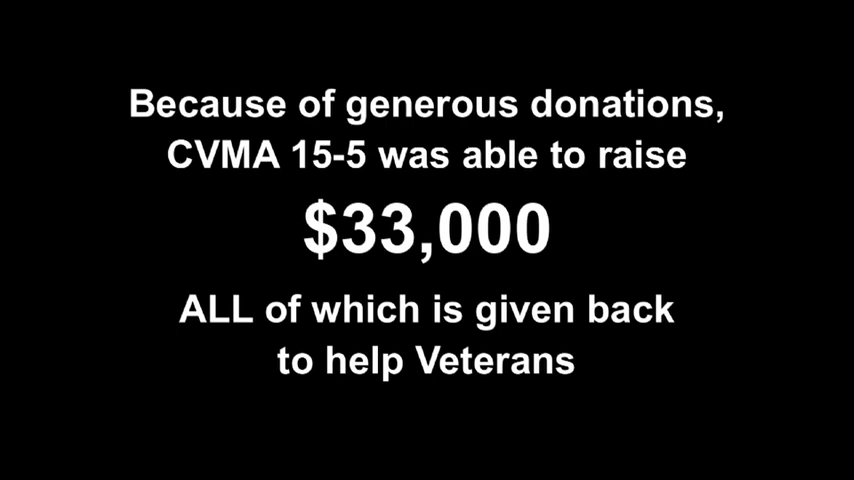 Because of generous donations,
CVMA 15-5 was able to raise
$33,000
ALL of which is given back
to help Veterans